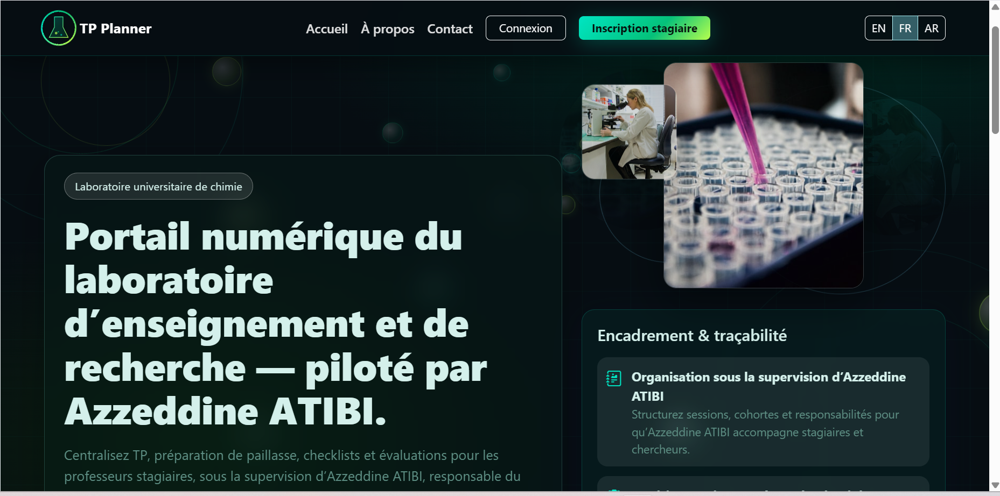 TP Planner
Accueil À propos Contact Connexion Inscription stagiaire
EN FR AR
Laboratoire universitaire de chimie
Portail numérique du
laboratoire
d’enseignement et de
recherche — piloté par
Azzeddine ATIBI.
Centralisez TP, préparation de paillasse, checklists et évaluations pour les
professeurs stagiaires, sous la supervision d’Azzeddine ATIBI, responsable du
Encadrement & traçabilité
Organisation sous la supervision d’Azzeddine
ATIBI
Structurez sessions, cohortes et responsabilités pour
qu’Azzeddine ATIBI accompagne stagiaires et
chercheurs.